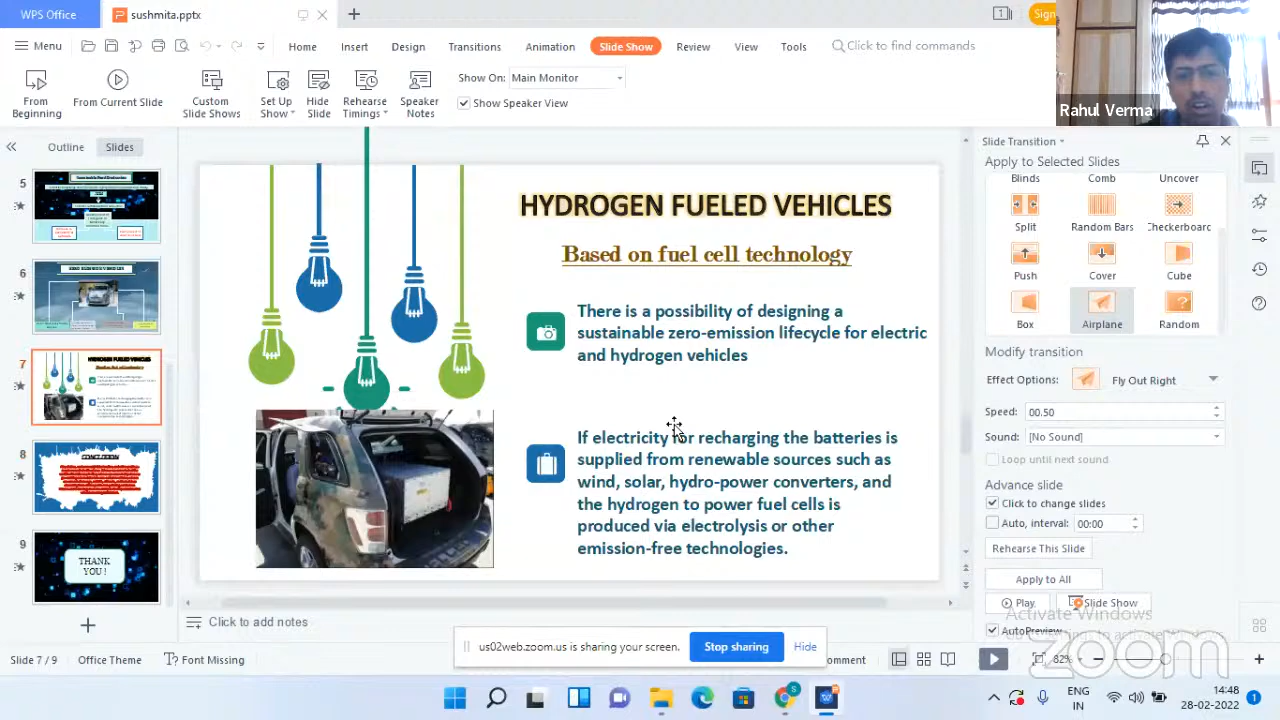 WPS Office
sushmita.pptx
Sign
Menu
Home Insert Design Transitions Animation Slide Show Review View Tools
Click to find commands
From Beginning
From Current Slide
Custom Slide Shows
Set Up Show
Hide Slide
Rehearse Timings
Speaker Notes
Show On: Main Monitor
Show Speaker View
Rahul Verma
Outline Slides
5
6
HYDROGEN FUELED VEHICLES
CONCLUSION
9
THANK
YOU !
HYDROGEN FUELED VEHICLES
Based on fuel cell technology
There is a possibility of designing a
sustainable zero-emission lifecycle for electric
and hydrogen vehicles
If electricity for recharging the batteries is
supplied from renewable sources such as
wind, solar, hydro-power converters, and
the hydrogen to power fuel cells is
produced via electrolysis or other
emission-free technologies.
Slide Transition
Apply to Selected Slides
Blinds Comb Uncover
Split Random Bars Checkerboard
Push Cover Cube
Box Airplane Random
Modify transition
Effect Options: Fly Out Right
Speed: 00.50
Sound: [No Sound]
Loop until next sound
Advance slide
Click to change slides
Auto, interval: 00:00
Rehearse This Slide
Apply to All
Play Slide Show
Activate Windows
AutoPreview
zoom
Click to add notes
us02web.zoom.us is sharing your screen.
Stop sharing
Hide
Slide 7 / 9 Office Theme Font Missing
omment
82%
ENG
IN
14:48
28-02-2022
1